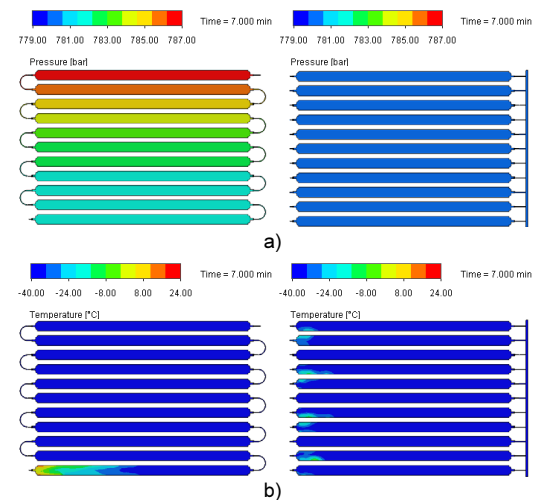 Time = 7.000 min
779.00 781.00 783.00 785.00 787.00
Pressure [bar]
Time = 7.000 min
779.00 781.00 783.00 785.00 787.00
Pressure [bar]
a)
Time = 7.000 min
-40.00 -24.00 -8.00 8.00 24.00
Temperature [°C]
Time = 7.000 min
-40.00 -24.00 -8.00 8.00 24.00
Temperature [°C]
b)